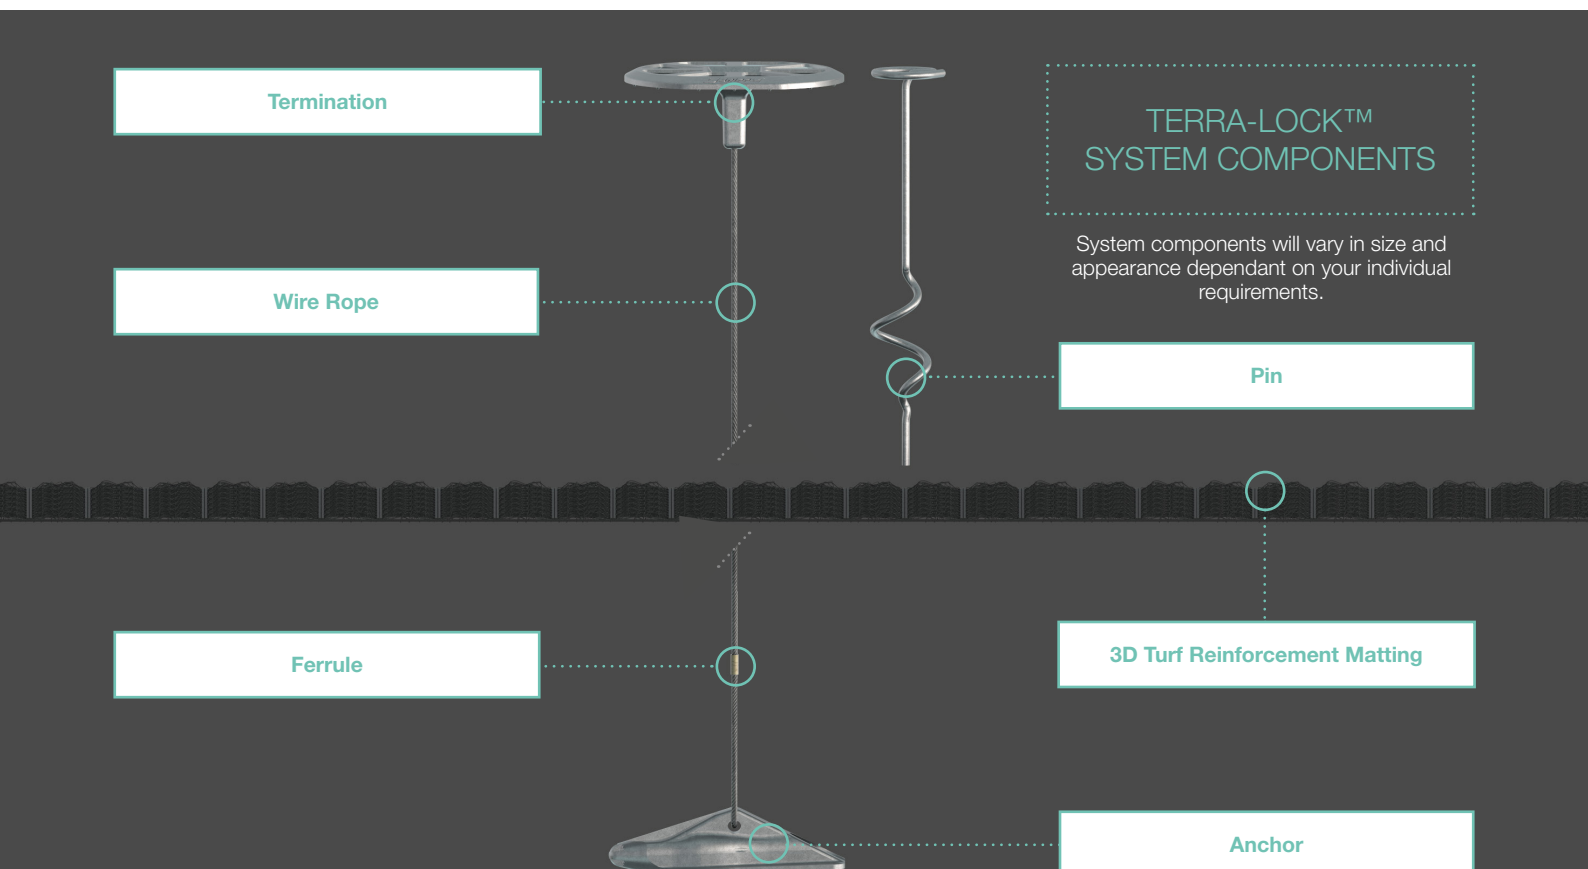 Termination
TERRA-LOCK™
SYSTEM COMPONENTS
System components will vary in size and
appearance dependant on your individual
requirements.
Wire Rope
Pin
Ferrule
3D Turf Reinforcement Matting
Anchor